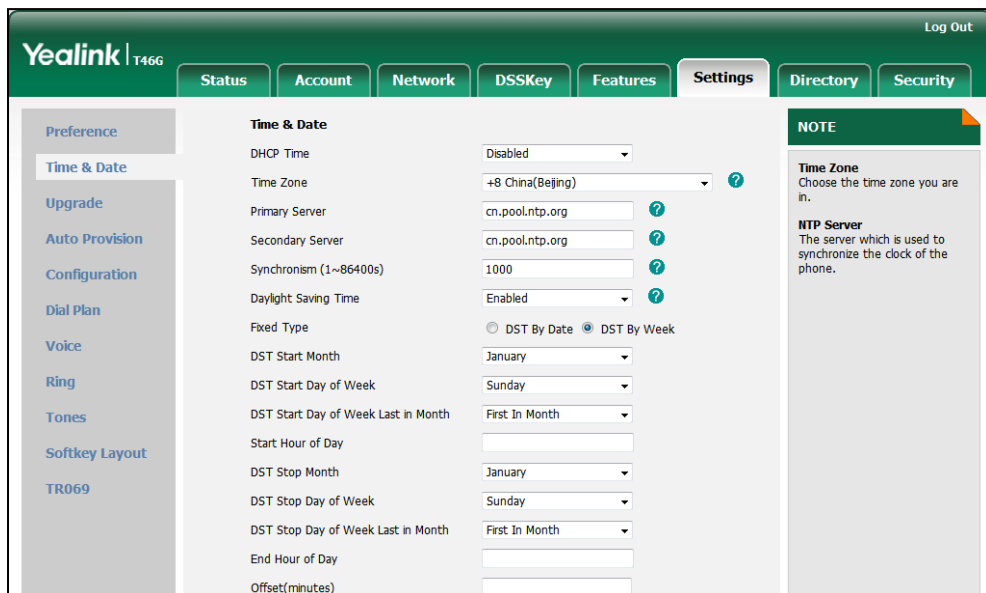 Log Out
Yealink T46G
Status Account Network DSSKey Features Settings Directory Security
Preference
Time & Date
Upgrade
Auto Provision
Configuration
Dial Plan
Voice
Ring
Tones
Softkey Layout
TR069
Time & Date
DHCP Time Disabled
Time Zone +8 China(Beijing) ?
Primary Server cn.pool.ntp.org ?
Secondary Server cn.pool.ntp.org ?
Synchronism (1~86400s) 1000 ?
Daylight Saving Time Enabled ?
Fixed Type DST By Date DST By Week
DST Start Month January
DST Start Day of Week Sunday
DST Start Day of Week Last in Month First In Month
Start Hour of Day
DST Stop Month January
DST Stop Day of Week Sunday
DST Stop Day of Week Last in Month First In Month
End Hour of Day
Offset(minutes)
NOTE
Time Zone
Choose the time zone you are
in.
NTP Server
The server which is used to
synchronize the clock of the
phone.